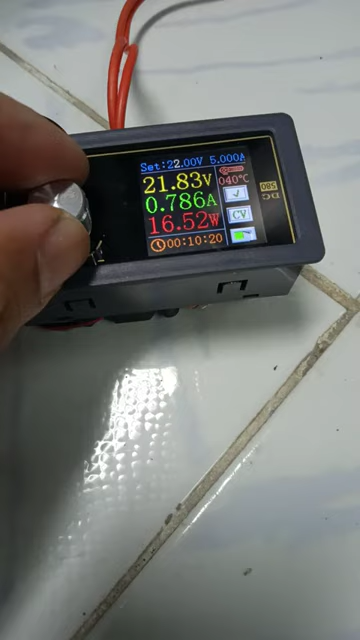 Set:22.00V 5.000A
21.83V
0.786A
16.52W
00:10:20
040℃
CV
DC